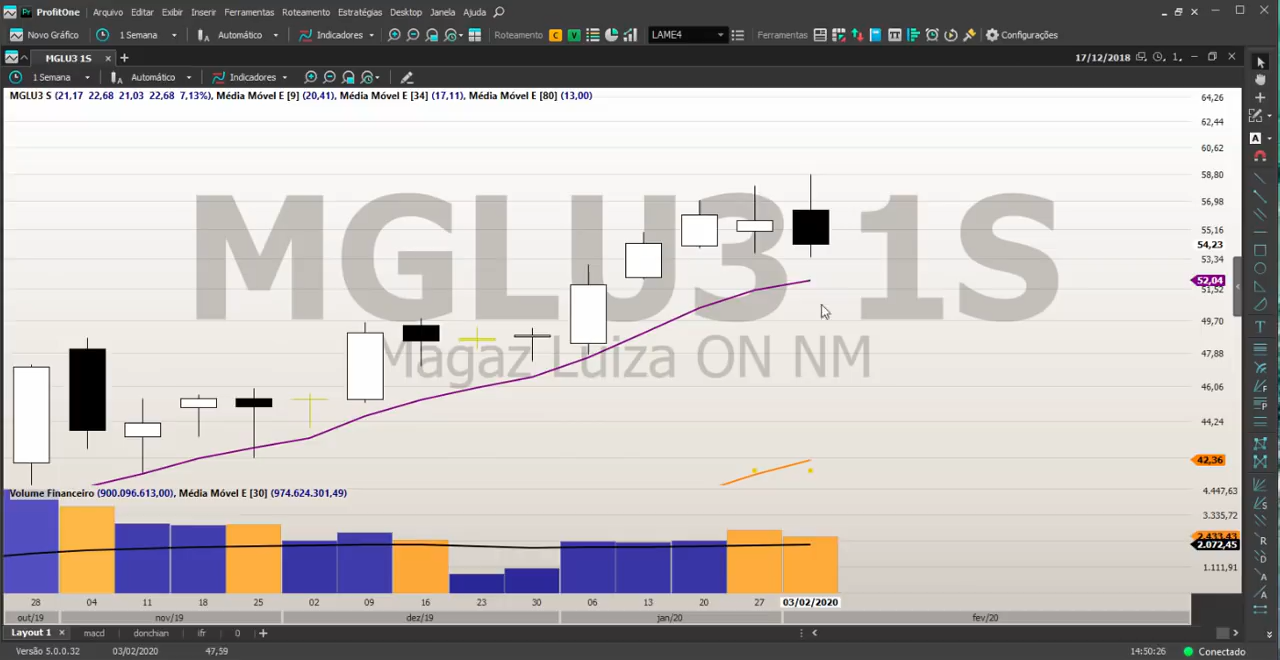 ProfitOne Arquivo Editar Exibir Inserir Ferramentas Roteamento Estratégias Desktop Janela Ajuda
Novo Gráfico 1 Semana Automático Indicadores Roteamento C V LAME4 Ferramentas Configurações
MGLU3 1S × + 17/12/2018
1 Semana Automático Indicadores
MGLU3 S (21,17 22,68 21,03 22,68 7,13%), Média Móvel E [9] (20,41), Média Móvel E [34] (17,11), Média Móvel E [80] (13,00)
64,26
62,44
60,62
58,80
56,98
55,16
54,23
53,34
52,04
51,52
49,70
47,88
46,06
44,24
42,36
MGLU3 1S
Magaz Luiza ON NM
Volume Financeiro (900.096.613,00), Média Móvel E [30] (974.624.301,49)
4.447,63
3.335,72
2.433,43
2.072,45
1.111,91
28 04 11 18 25 02 09 16 23 30 06 13 20 27 03/02/2020
out/19 nov/19 dez/19 jan/20 fev/20
Layout 1 × macd donchian ifr 0 +
Versão 5.0.0.32 03/02/2020 47,59 14:50:26 Conectado